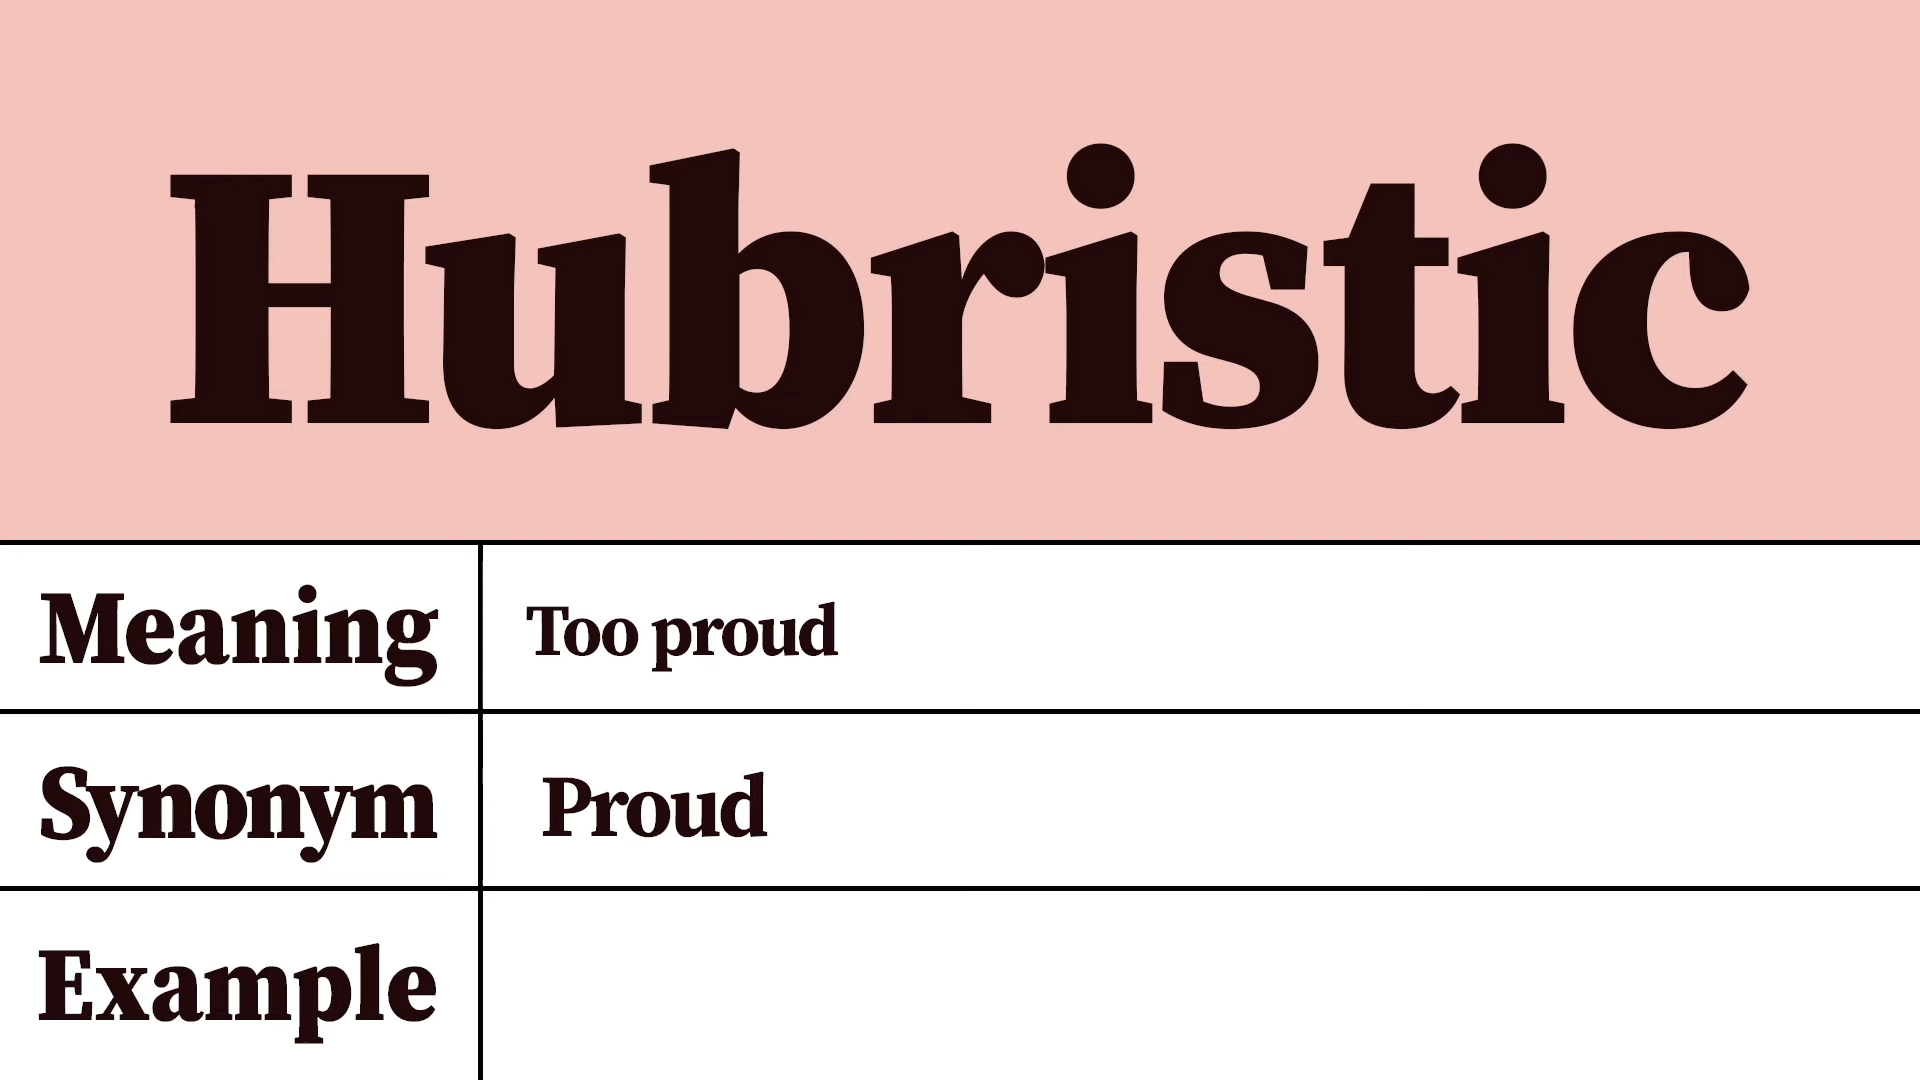 Hubristic
Meaning
Too proud
Synonym
Proud
Example